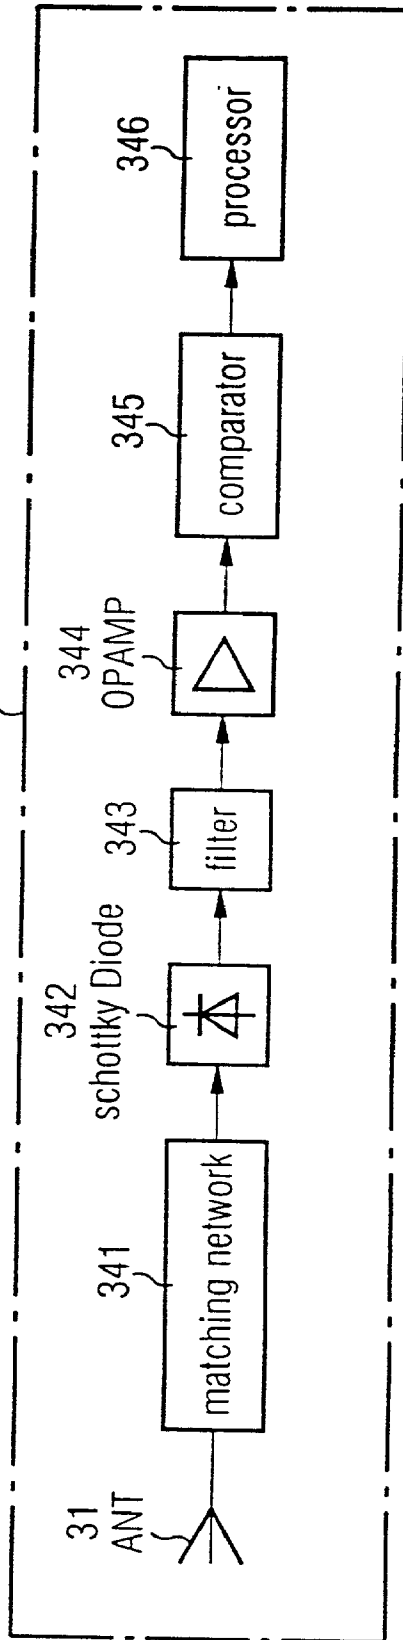 31
ANT
341
matching network
342
schottky Diode
343
filter
344
OPAMP
345
comparator
346
processor